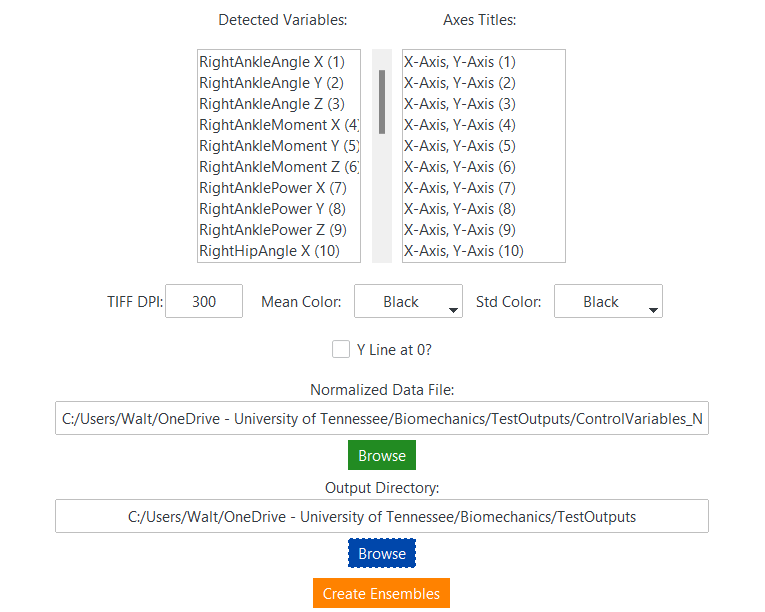 Detected Variables: Axes Titles:
RightAnkleAngle X (1) X-Axis, Y-Axis (1)
RightAnkleAngle Y (2) X-Axis, Y-Axis (2)
RightAnkleAngle Z (3) X-Axis, Y-Axis (3)
RightAnkleMoment X (4) X-Axis, Y-Axis (4)
RightAnkleMoment Y (5) X-Axis, Y-Axis (5)
RightAnkleMoment Z (6) X-Axis, Y-Axis (6)
RightAnklePower X (7) X-Axis, Y-Axis (7)
RightAnklePower Y (8) X-Axis, Y-Axis (8)
RightAnklePower Z (9) X-Axis, Y-Axis (9)
RightHipAngle X (10) X-Axis, Y-Axis (10)
TIFF DPI: 300 Mean Color: Black Std Color: Black
Y Line at 0?
Normalized Data File:
C:/Users/Walt/OneDrive - University of Tennessee/Biomechanics/TestOutputs/ControlVariables_N
Browse
Output Directory:
C:/Users/Walt/OneDrive - University of Tennessee/Biomechanics/TestOutputs
Browse
Create Ensembles